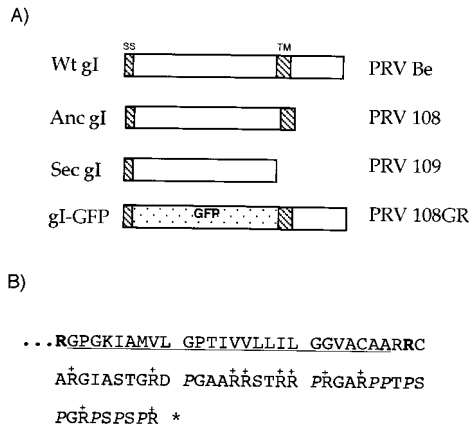 A)
SS TM
Wt gI PRV Be
Anc gI PRV 108
Sec gI PRV 109
gI-GFP GFP PRV 108GR
B)
...RGPGKIAMVL GPTIVVLLIL GGVACAARRC
+ + + + + + + +
ARGIASTGRD PGAARRSTRR PRGARPPTPS
+ +
PGRPSPSPR *